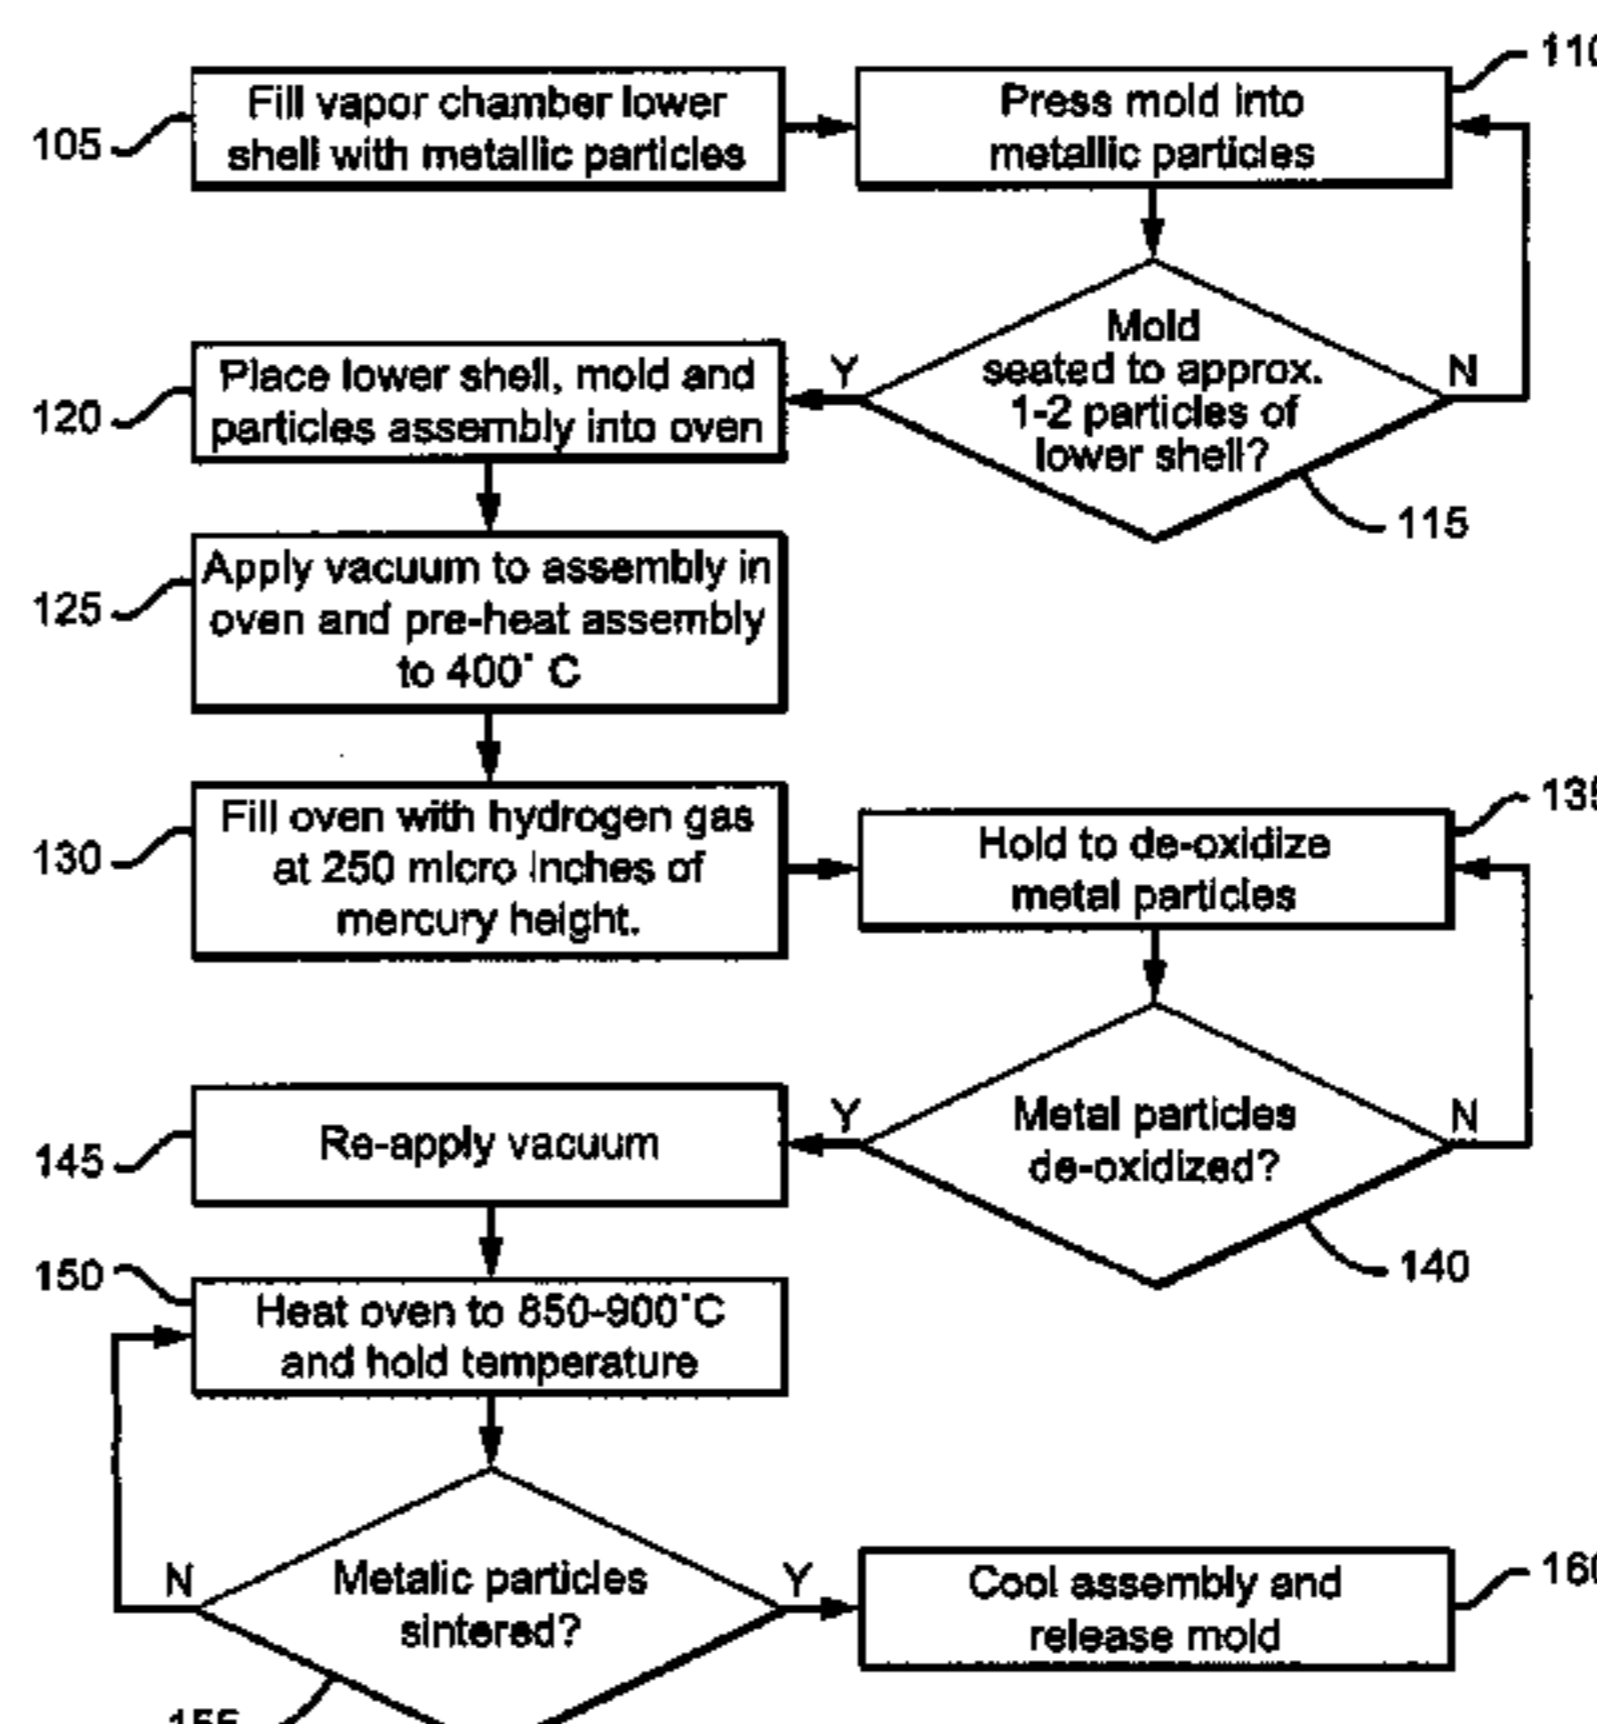 110
Fill vapor chamber lower
shell with metallic particles
105
Press mold into
metallic particles
Mold
seated to approx.
1-2 particles of
lower shell?
Y
N
115
Place lower shell, mold and
particles assembly into oven
120
Apply vacuum to assembly in
oven and pre-heat assembly
to 400° C
125
Fill oven with hydrogen gas
at 250 micro inches of
mercury height.
130
135
Hold to de-oxidize
metal particles
Metal particles
de-oxidized?
Y
N
140
Re-apply vacuum
145
150
Heat oven to 850-900°C
and hold temperature
Metalic particles
sintered?
N
Y
155
Cool assembly and
release mold
160